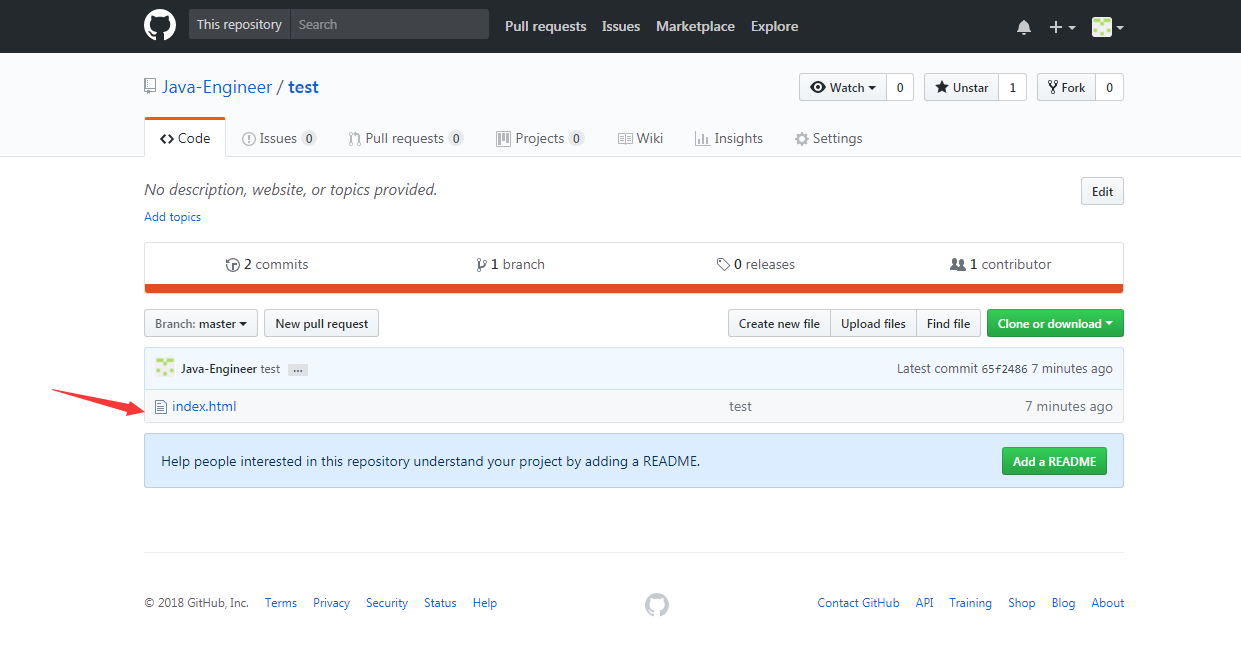 This repository Search Pull requests Issues Marketplace Explore
Java-Engineer / test Watch 0 Unstar 1 Fork 0
Code Issues 0 Pull requests 0 Projects 0 Wiki Insights Settings
No description, website, or topics provided. Edit
Add topics
2 commits 1 branch 0 releases 1 contributor
Branch: master New pull request Create new file Upload files Find file Clone or download
Java-Engineer test ... Latest commit 65f2486 7 minutes ago
index.html test 7 minutes ago
Help people interested in this repository understand your project by adding a README. Add a README
© 2018 GitHub, Inc. Terms Privacy Security Status Help Contact GitHub API Training Shop Blog About